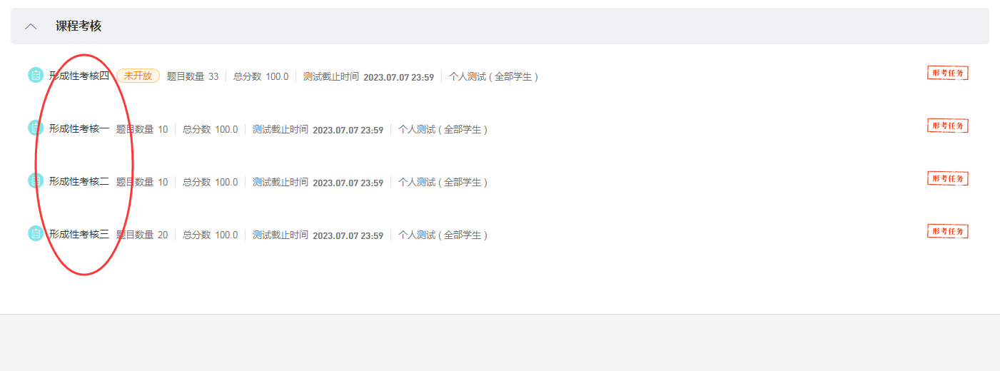 课程考核
形成性考核四 未开放 题目数量 33 总分数 100.0 测试截止时间 2023.07.07 23:59 个人测试 ( 全部学生 ) 形考任务
形成性考核一 题目数量 10 总分数 100.0 测试截止时间 2023.07.07 23:59 个人测试 ( 全部学生 ) 形考任务
形成性考核二 题目数量 10 总分数 100.0 测试截止时间 2023.07.07 23:59 个人测试 ( 全部学生 ) 形考任务
形成性考核三 题目数量 20 总分数 100.0 测试截止时间 2023.07.07 23:59 个人测试 ( 全部学生 ) 形考任务